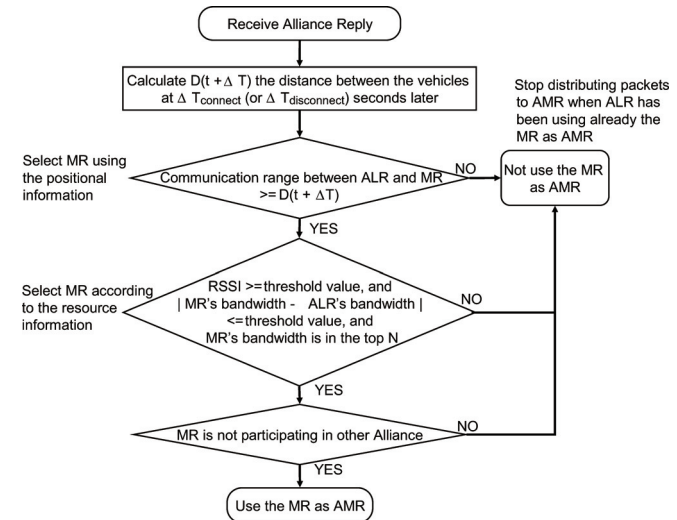 Receive Alliance Reply
Calculate D(t +Δ T) the distance between the vehicles
at Δ Tconnect (or Δ Tdisconnect) seconds later
Stop distributing packets
to AMR when ALR has
been using already the
MR as AMR
Select MR using
the positional
information
Communication range between ALR and MR
>= D(t + ΔT)
NO
Not use the MR
as AMR
YES
Select MR according
to the resource
information
RSSI >= threshold value, and
| MR's bandwidth - ALR's bandwidth |
<= threshold value, and
MR's bandwidth is in the top N
NO
YES
MR is not participating in other Alliance
NO
YES
Use the MR as AMR